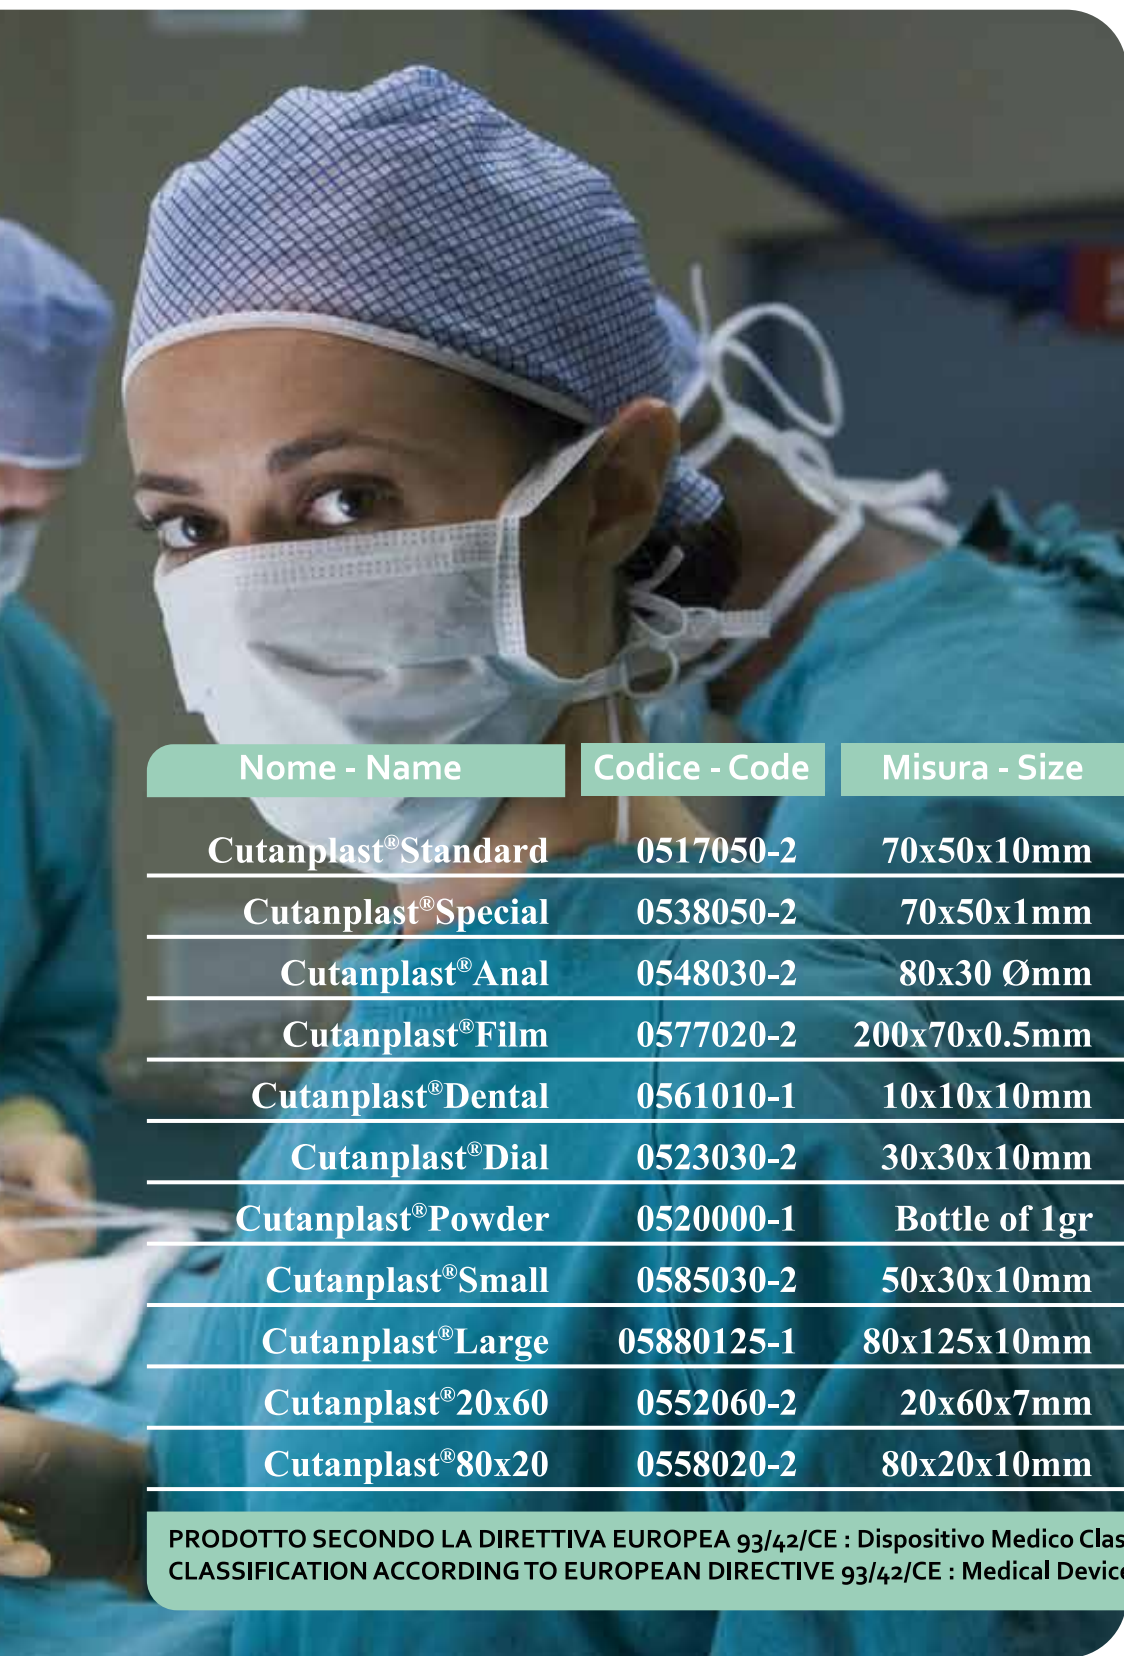 Nome - Name Codice - Code Misura - Size
Cutanplast®Standard 0517050-2 70x50x10mm
Cutanplast®Special 0538050-2 70x50x1mm
Cutanplast®Anal 0548030-2 80x30 Ømm
Cutanplast®Film 0577020-2 200x70x0.5mm
Cutanplast®Dental 0561010-1 10x10x10mm
Cutanplast®Dial 0523030-2 30x30x10mm
Cutanplast®Powder 0520000-1 Bottle of 1gr
Cutanplast®Small 0585030-2 50x30x10mm
Cutanplast®Large 05880125-1 80x125x10mm
Cutanplast®20x60 0552060-2 20x60x7mm
Cutanplast®80x20 0558020-2 80x20x10mm
PRODOTTO SECONDO LA DIRETTIVA EUROPEA 93/42/CE : Dispositivo Medico Clas
CLASSIFICATION ACCORDING TO EUROPEAN DIRECTIVE 93/42/CE : Medical Device